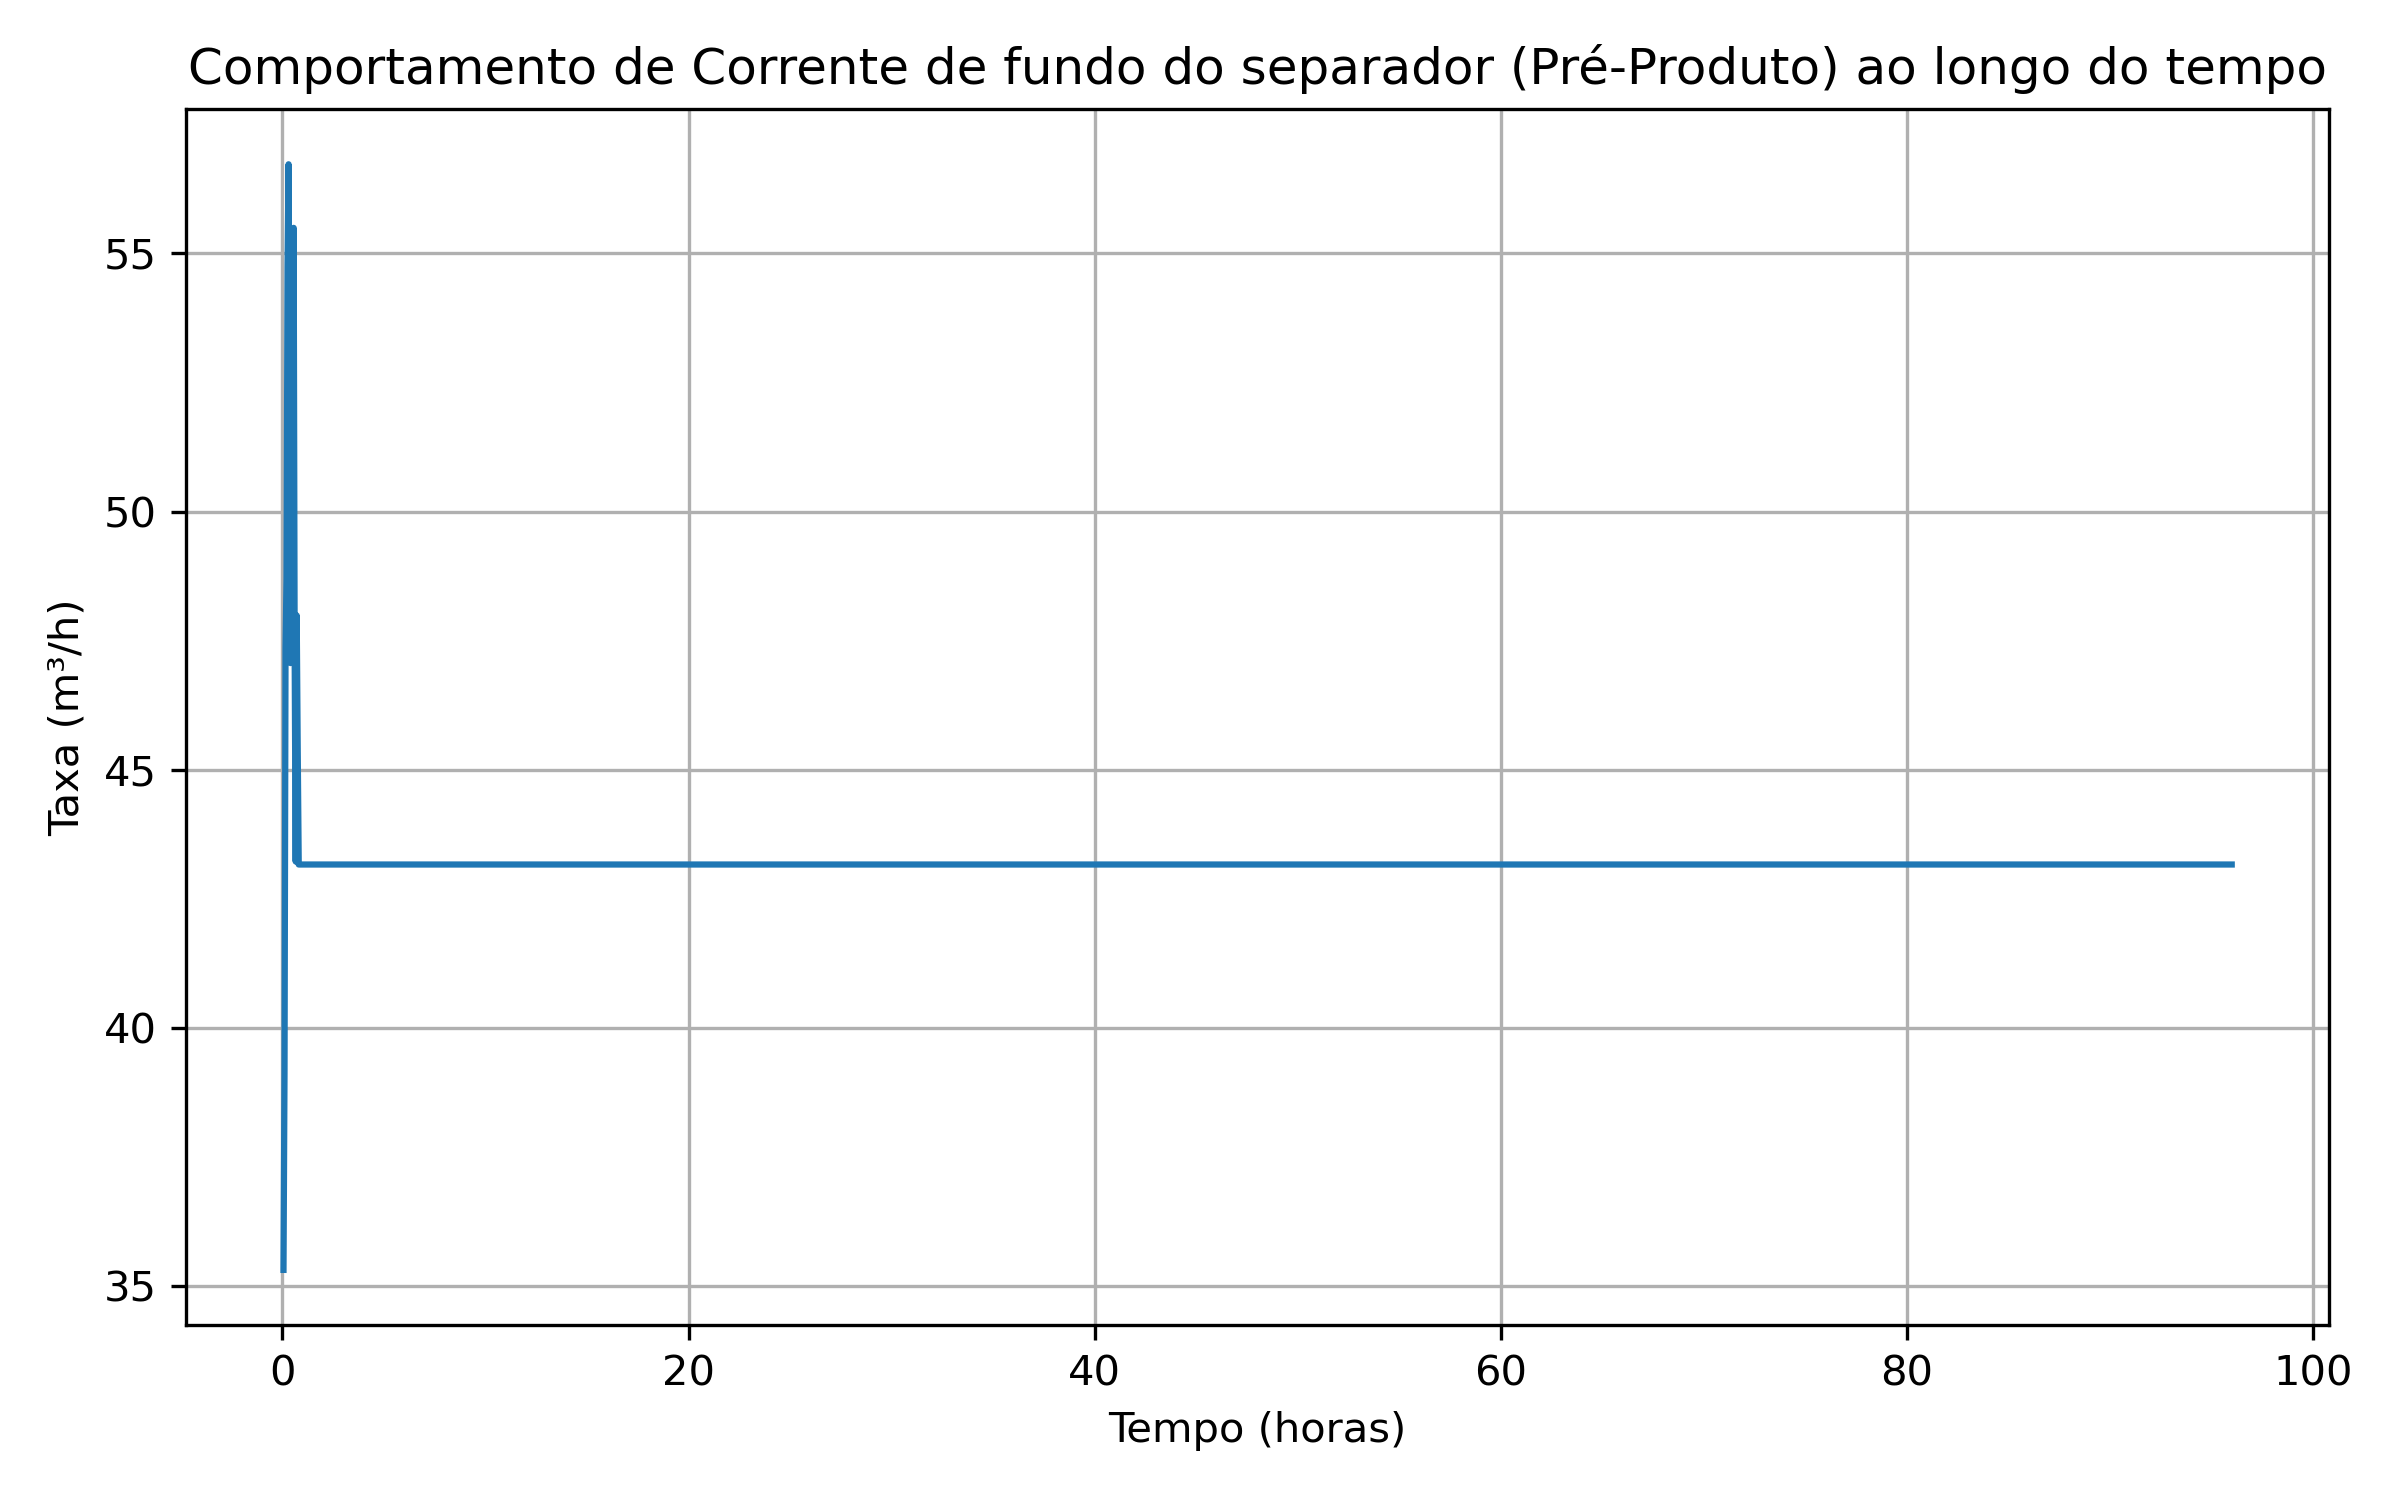 Comportamento de Corrente de fundo do separador (Pré-Produto) ao longo do tempo
55
50
45
40
35
Taxa (m³/h)
0 20 40 60 80 100
Tempo (horas)